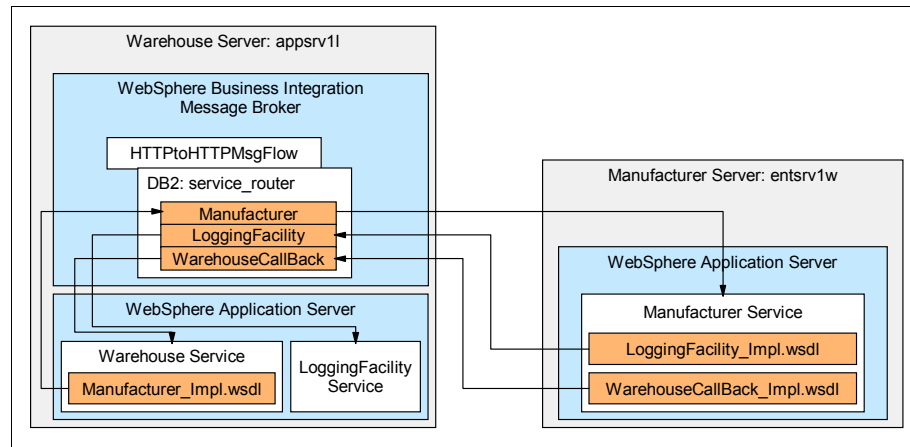 Warehouse Server: appsrv1l
WebSphere Business Integration
Message Broker
HTTPtoHTTPMsgFlow
DB2: service_router
Manufacturer
LoggingFacility
WarehouseCallBack
WebSphere Application Server
Warehouse Service
Manufacturer_Impl.wsdl
LoggingFacility
Service
Manufacturer Server: entsrv1w
WebSphere Application Server
Manufacturer Service
LoggingFacility_Impl.wsdl
WarehouseCallBack_Impl.wsdl